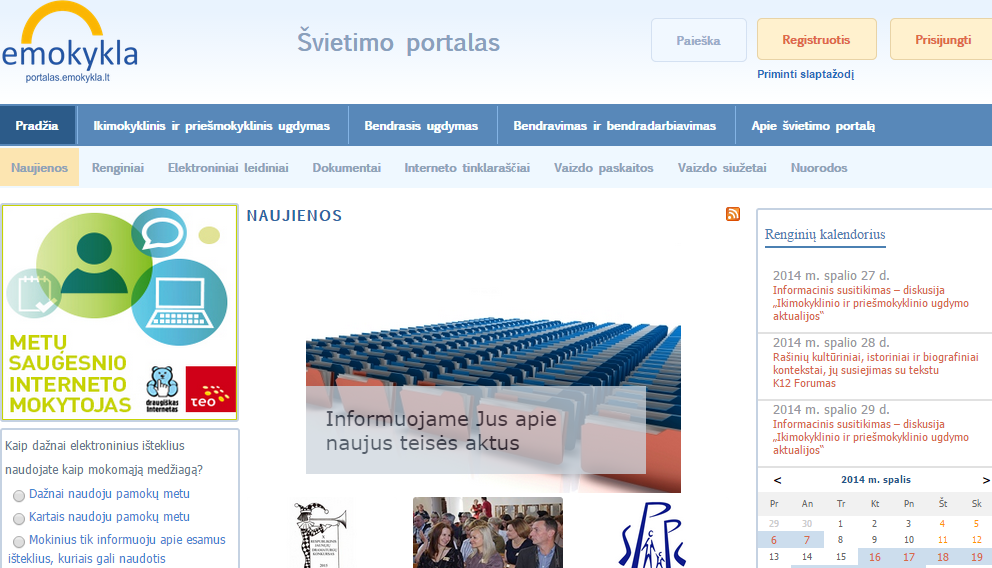 emokykla
portalas.emokykla.lt
Švietimo portalas
Paieška
Registruotis
Prisijungti
Priminti slaptažodį
Pradžia
Ikimokyklinis ir priešmokyklinis ugdymas
Bendrasis ugdymas
Bendravimas ir bendradarbiavimas
Apie švietimo portalą
Naujienos
Renginiai
Elektroniniai leidiniai
Dokumentai
Interneto tinklaraščiai
Vaizdo paskaitos
Vaizdo siužetai
Nuorodos
METŲ
SAUGESNIO
INTERNETO
MOKYTOJAS
draugiškas
internetas
teo
Kaip dažnai elektroninius išteklius
naudojate kaip mokomąją medžiagą?
Dažnai naudoju pamokų metu
Kartais naudoju pamokų metu
Mokinius tik informuoju apie esamus
išteklius, kuriais gali naudotis
NAUJIENOS
Informuojame Jus apie
naujus teisės aktus
Renginių kalendorius
2014 m. spalio 27 d.
Informacinis susitikimas – diskusija
„Ikimokyklinio ir priešmokyklinio ugdymo
aktualijos“
2014 m. spalio 28 d.
Rašinių kultūriniai, istoriniai ir biografiniai
kontekstai, jų susiejimas su tekstu
K12 Forumas
2014 m. spalio 29 d.
Informacinis susitikimas – diskusija
„Ikimokyklinio ir priešmokyklinio ugdymo
aktualijos“
< 2014 m. spalis >
Pr An Tr Kt Pn Št Sk
29 30 1 2 3 4 5
6 7 8 9 10 11 12
13 14 15 16 17 18 19